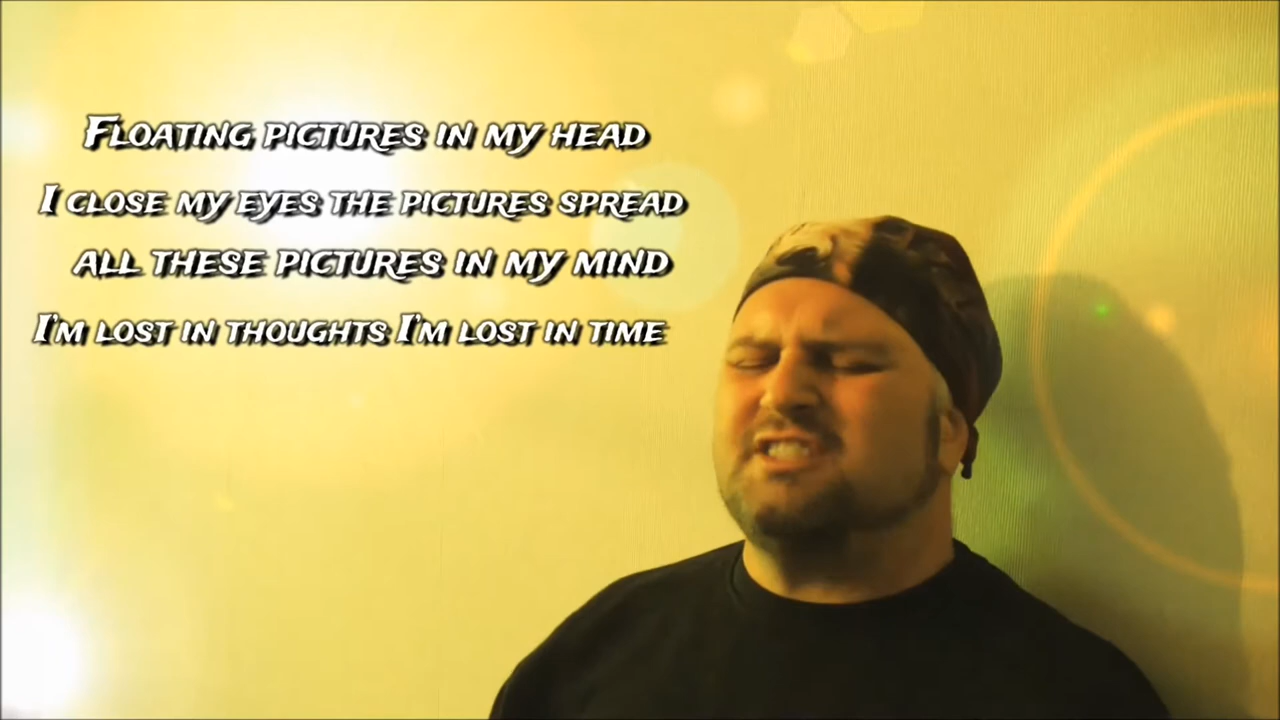 Floating pictures in my head
I close my eyes the pictures spread
all these pictures in my mind
I'm lost in thoughts I'm lost in time